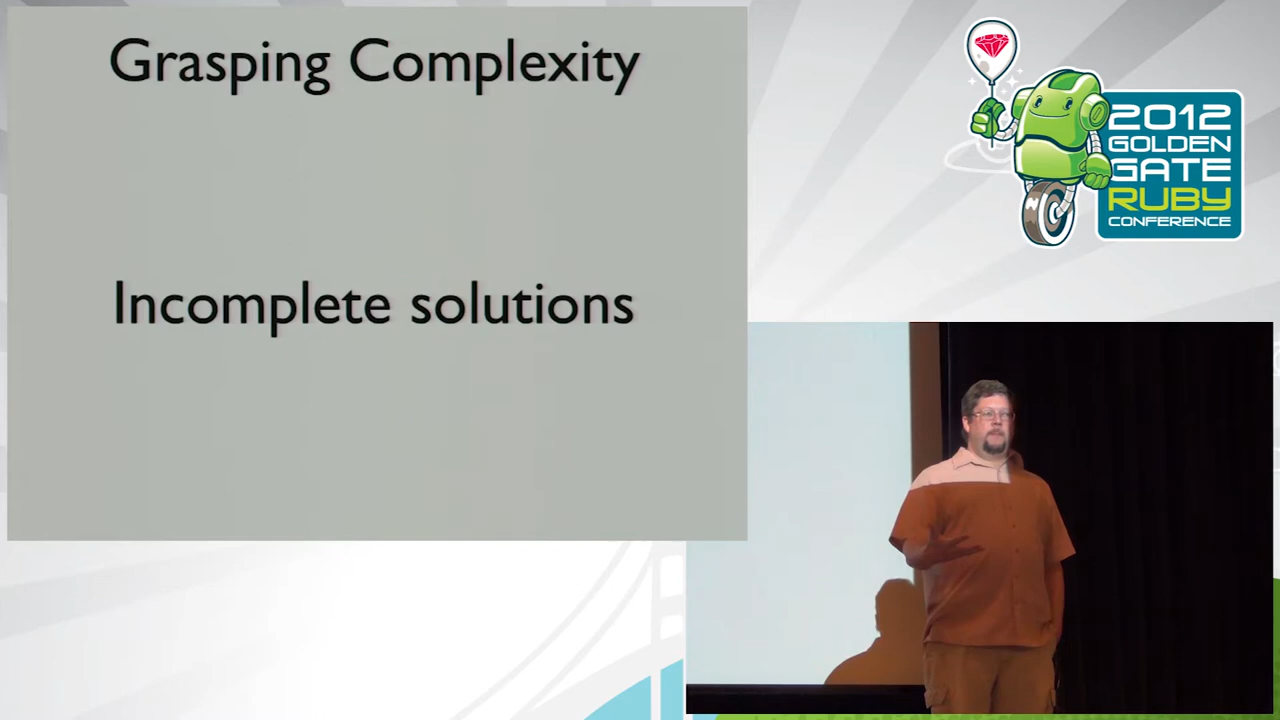 Grasping Complexity
Incomplete solutions
2012
GOLDEN
GATE
RUBY
CONFERENCE